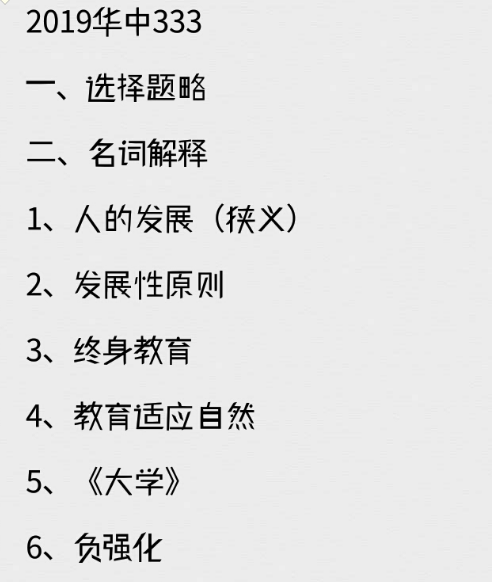 2019华中333
一、选择题略
二、名词解释
1、人的发展（狭义）
2、发展性原则
3、终身教育
4、教育适应自然
5、《大学》
6、负强化